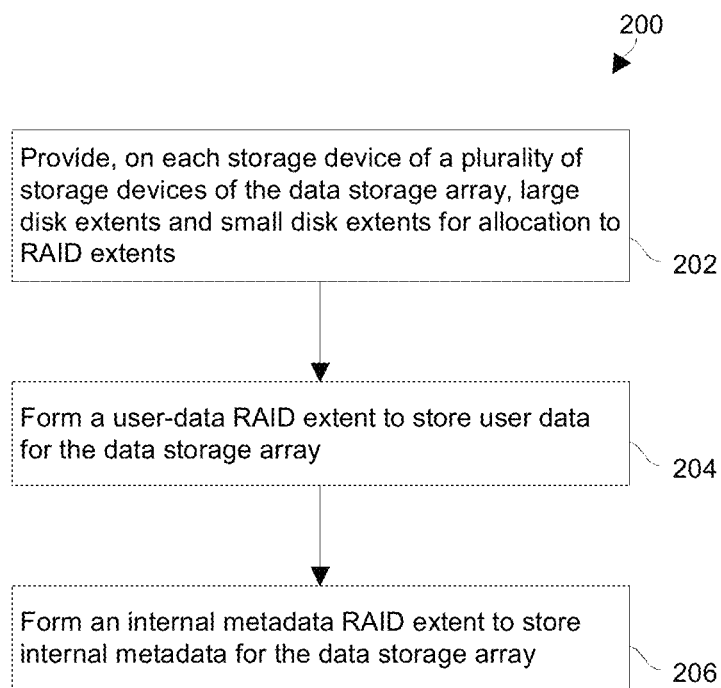 200
Provide, on each storage device of a plurality of
storage devices of the data storage array, large
disk extents and small disk extents for allocation to
RAID extents
202
Form a user-data RAID extent to store user data
for the data storage array
204
Form an internal metadata RAID extent to store
internal metadata for the data storage array
206